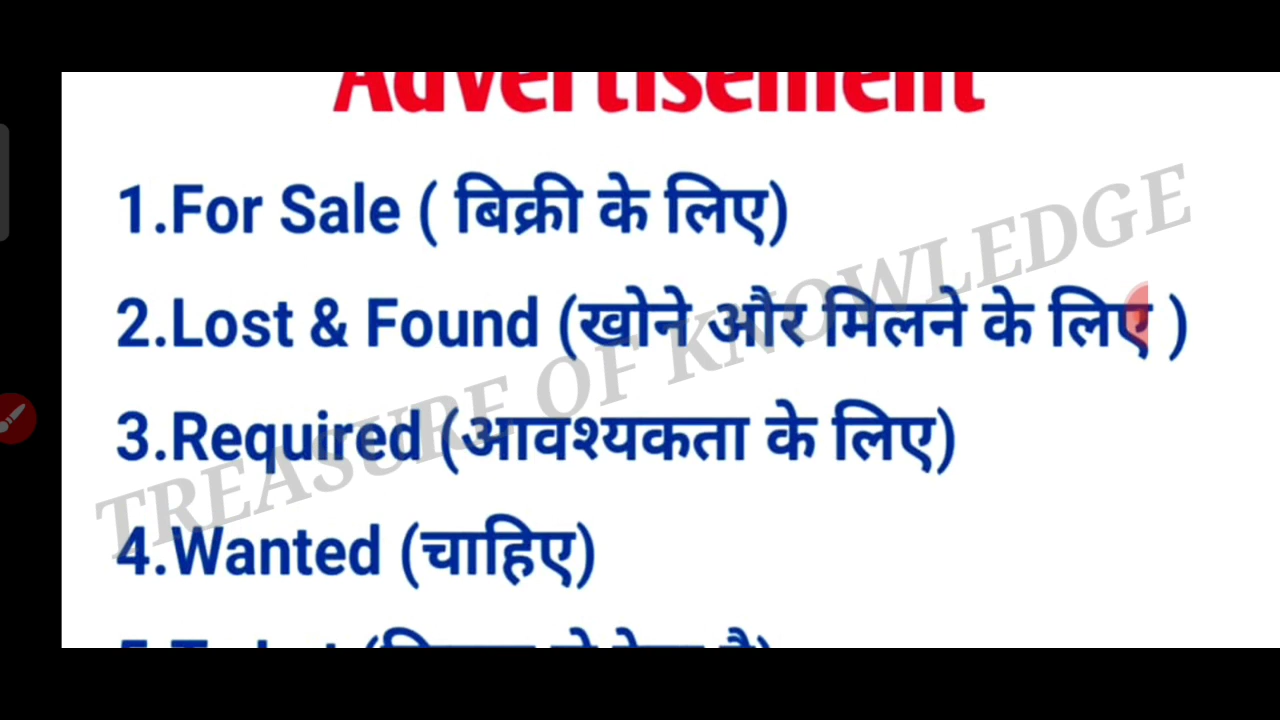 Advertisement
1.For Sale ( बिक्री के लिए)
2.Lost & Found (खोने और मिलने के लिए )
3.Required (आवश्यकता के लिए)
4.Wanted (चाहिए)
TREASURE OF KNOWLEDGE